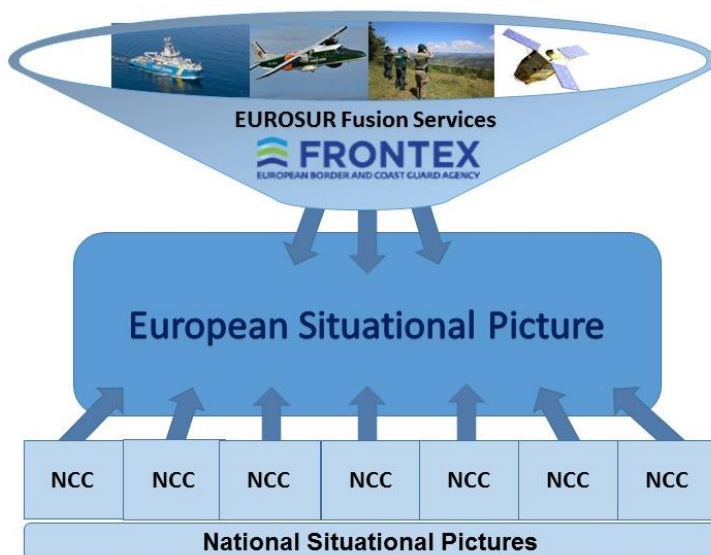 EUROSUR Fusion Services
FRONTEX
EUROPEAN BORDER AND COAST GUARD AGENCY
European Situational Picture
NCC NCC NCC NCC NCC NCC NCC
National Situational Pictures